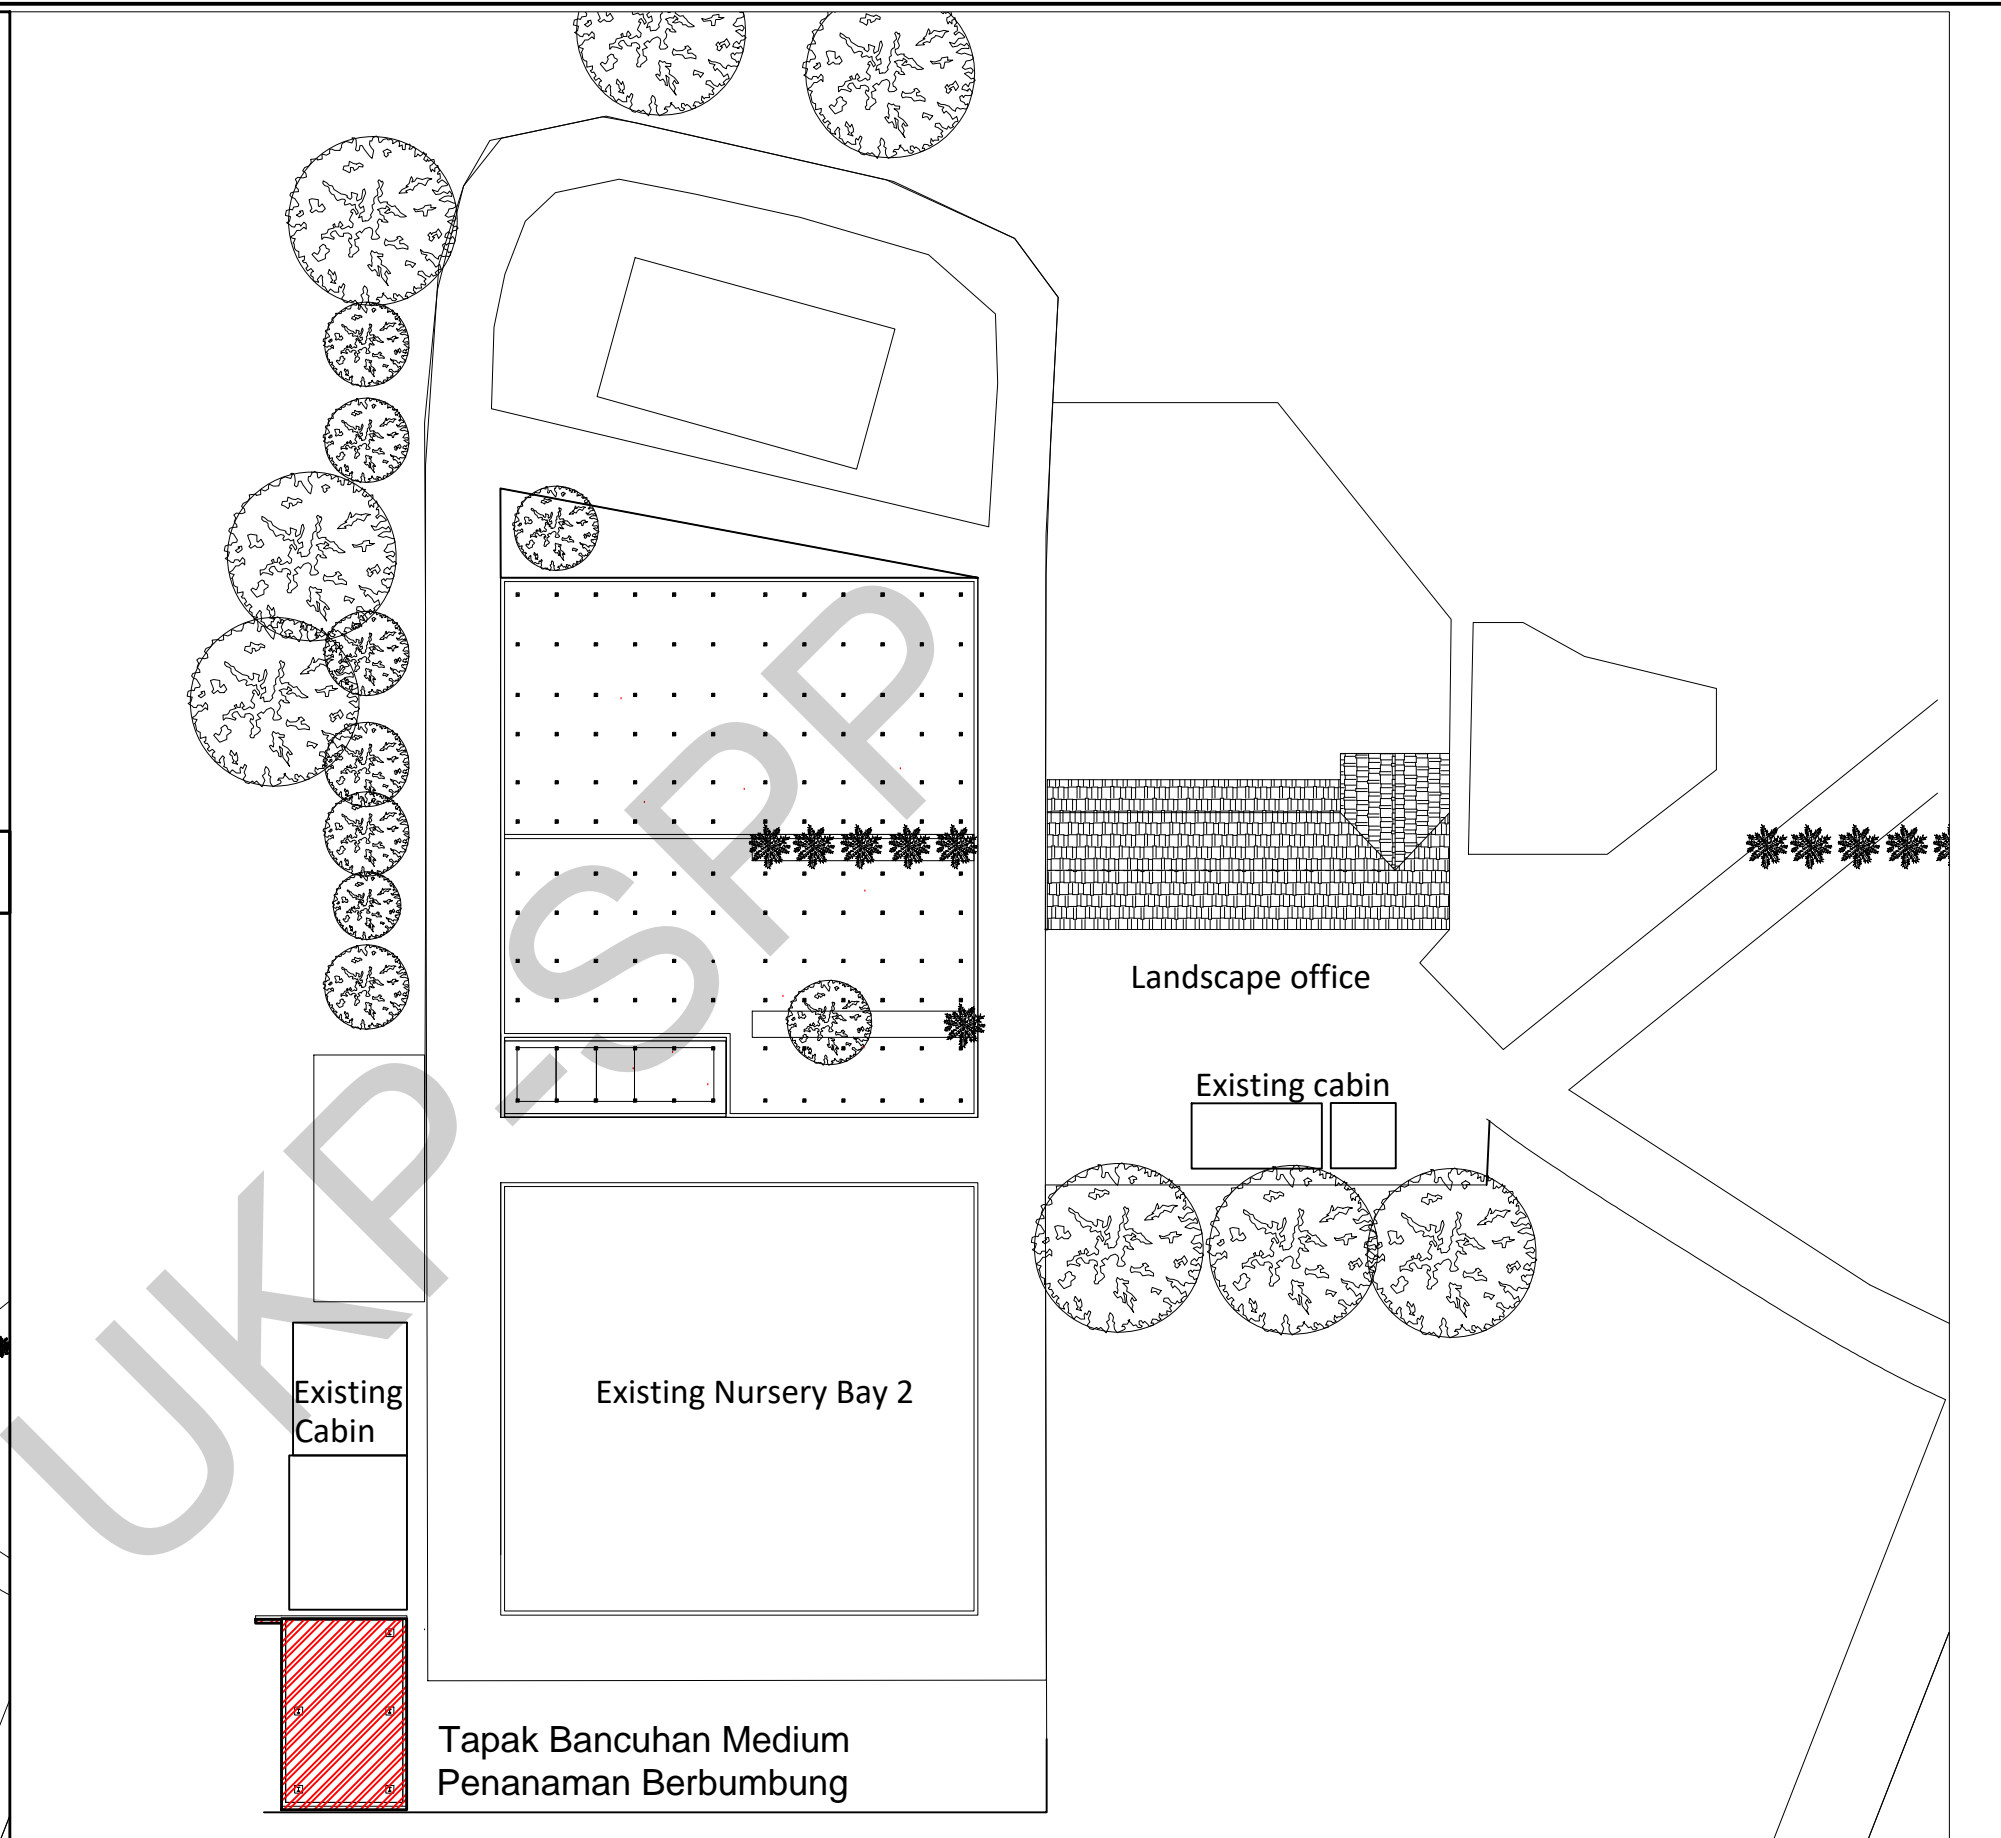 Landscape office
Existing cabin
Existing
Cabin
Existing Nursery Bay 2
Tapak Bancuhan Medium
Penanaman Berbumbung
UKP-SPP